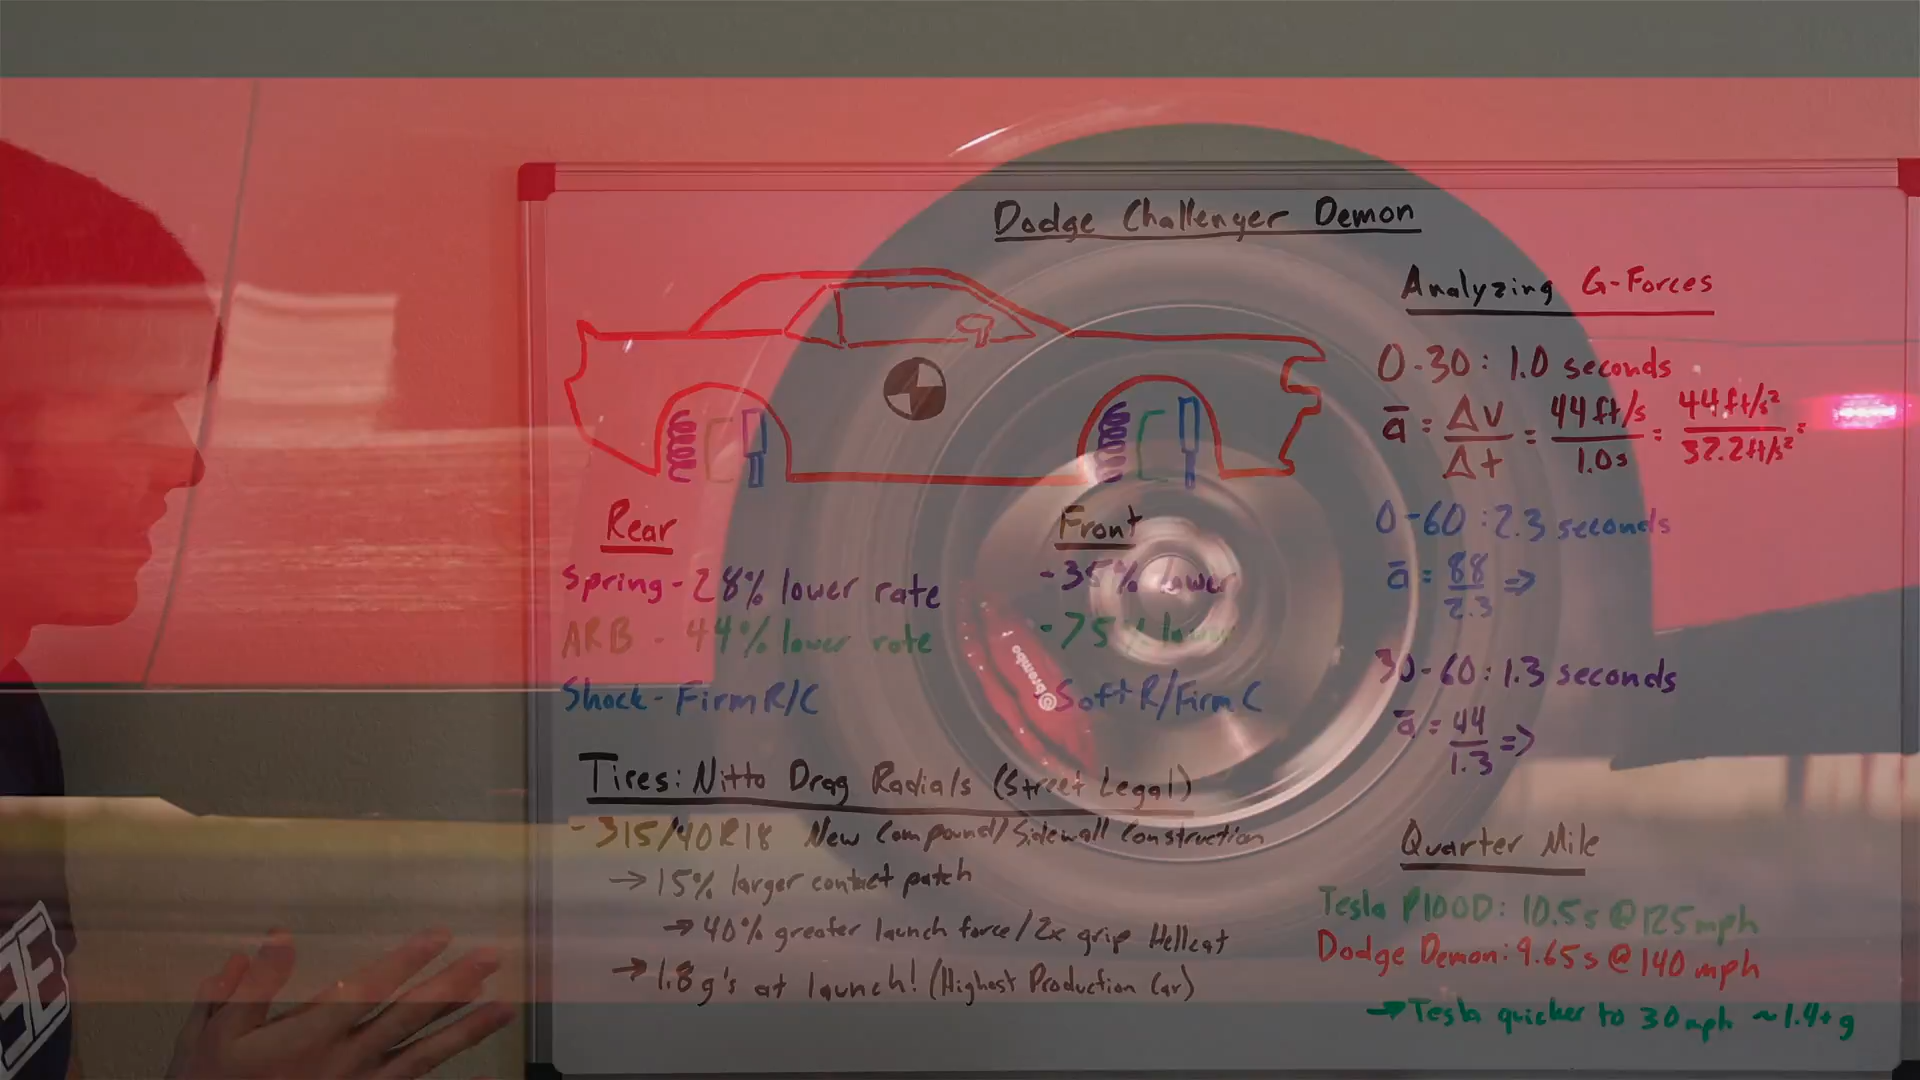 Dodge Challenger Demon
Rear
Spring - 28% lower rate
ARB - 44% lower rate
Shock - Firm R/C
Front
-35% lower
-75% lower
Soft R/Firm C
Tires: Nitto Drag Radials (Street Legal)
- 315/40R18 New Compound/Sidewall Construction
→ 15% larger contact patch
→ 40% greater launch force/2x grip Hellcat
→ 1.8 g's at launch! (Highest Production Car)
Analyzing G-Forces
0-30: 1.0 seconds
ā = Δv/Δt = 44 ft/s / 1.0s = 44 ft/s² / 32.2 ft/s² =
0-60: 2.3 seconds
ā = 88/2.3 =>
30-60: 1.3 seconds
ā = 44/1.3 =>
Quarter Mile
Tesla P100D: 10.5s @ 125 mph
Dodge Demon: 9.65s @ 140 mph
→ Tesla quicker to 30 mph ~1.4+ g
brembo